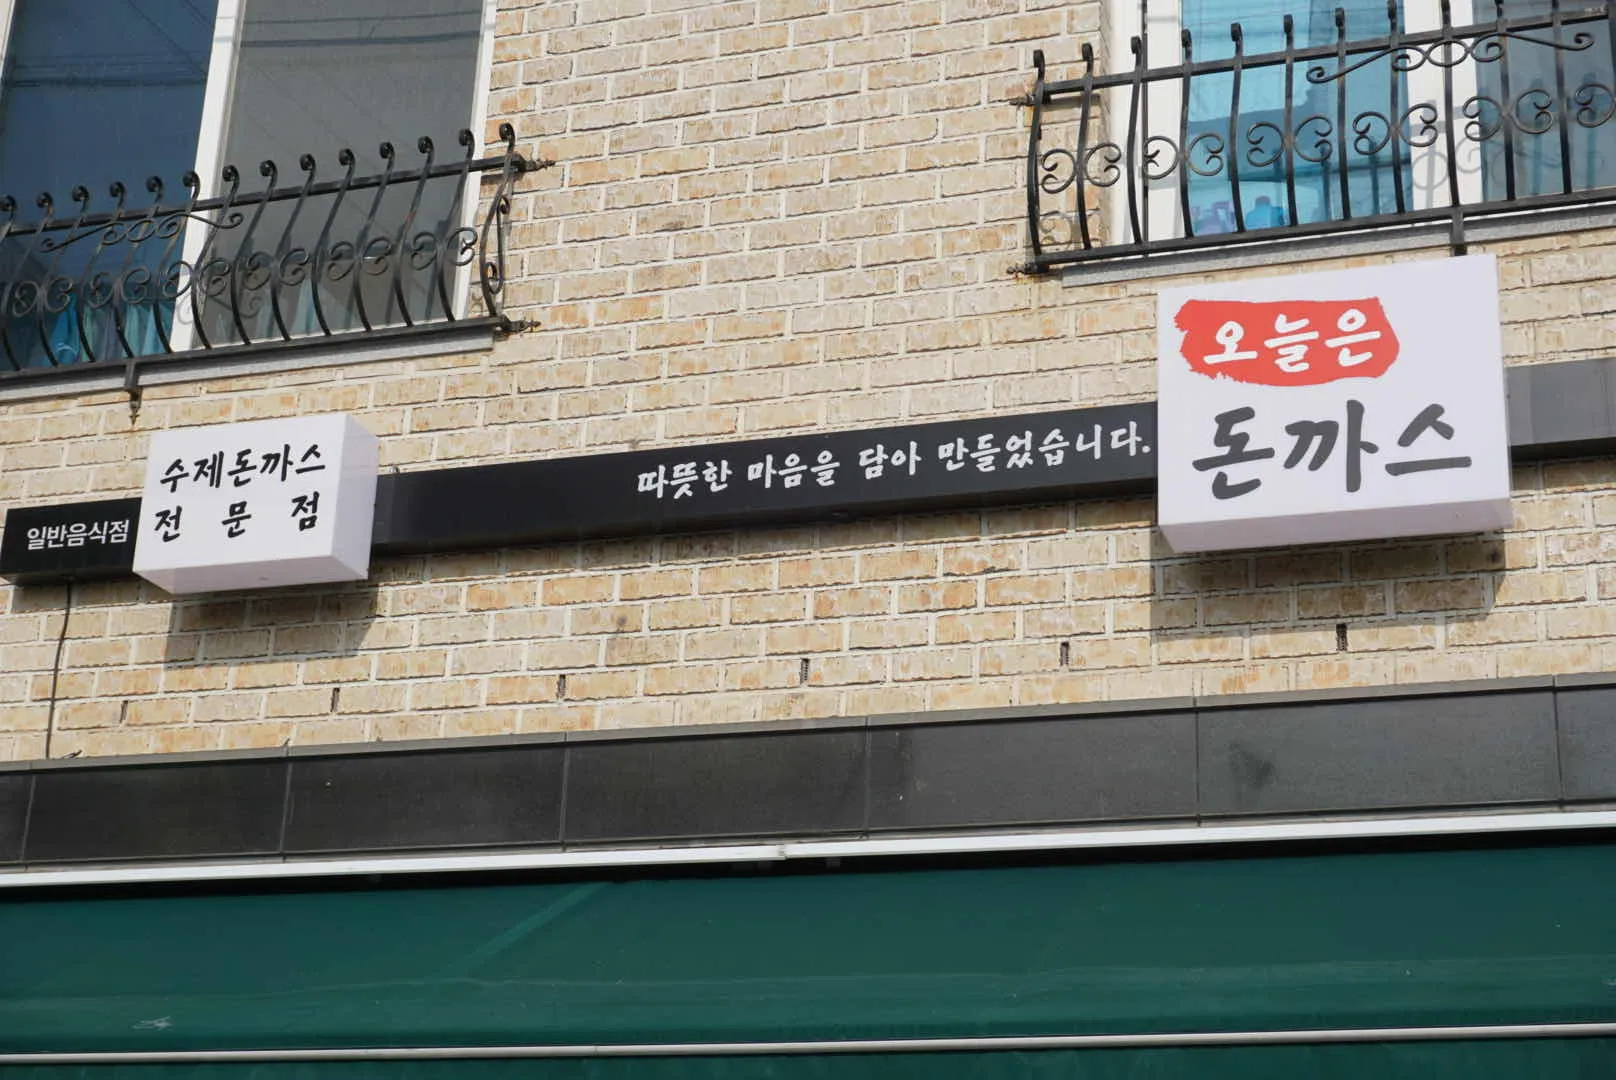 일반음식점
수제돈까스
전문점
따뜻한 마음을 담아 만들었습니다.
오늘은
돈까스